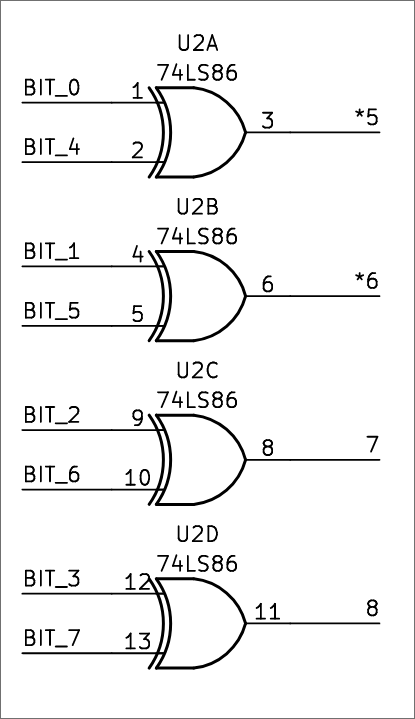 U2A
74LS86
BIT_0 1
3 *5
BIT_4 2
U2B
74LS86
BIT_1 4
6 *6
BIT_5 5
U2C
74LS86
BIT_2 9
8 7
BIT_6 10
U2D
74LS86
BIT_3 12
11 8
BIT_7 13